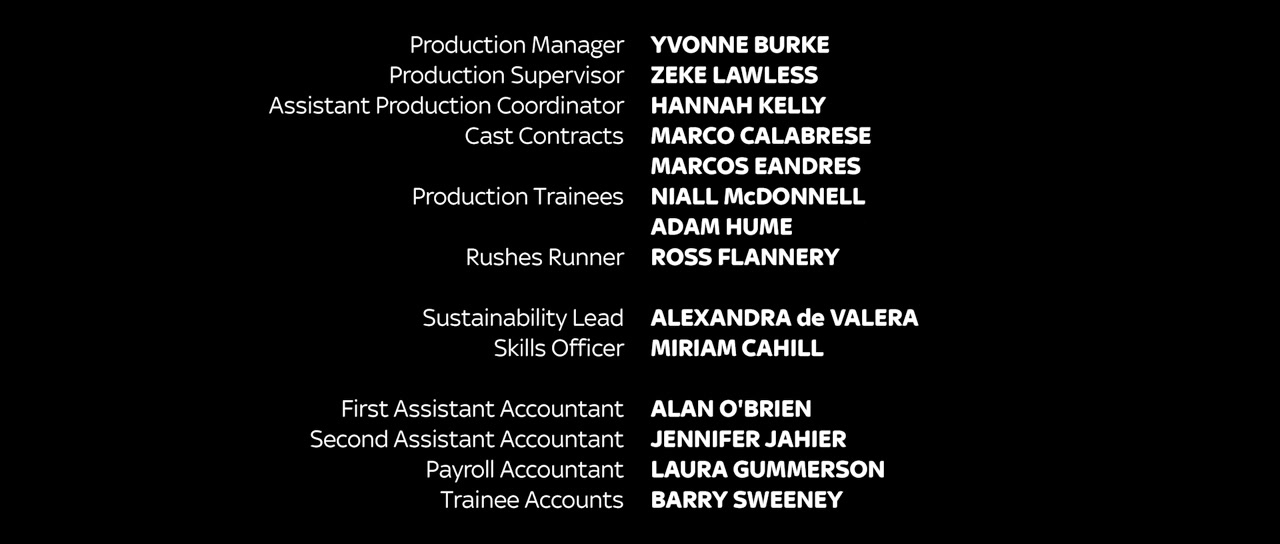 Production Manager YVONNE BURKE
Production Supervisor ZEKE LAWLESS
Assistant Production Coordinator HANNAH KELLY
Cast Contracts MARCO CALABRESE
MARCOS EANDRES
Production Trainees NIALL McDONNELL
ADAM HUME
Rushes Runner ROSS FLANNERY
Sustainability Lead ALEXANDRA de VALERA
Skills Officer MIRIAM CAHILL
First Assistant Accountant ALAN O'BRIEN
Second Assistant Accountant JENNIFER JAHIER
Payroll Accountant LAURA GUMMERSON
Trainee Accounts BARRY SWEENEY